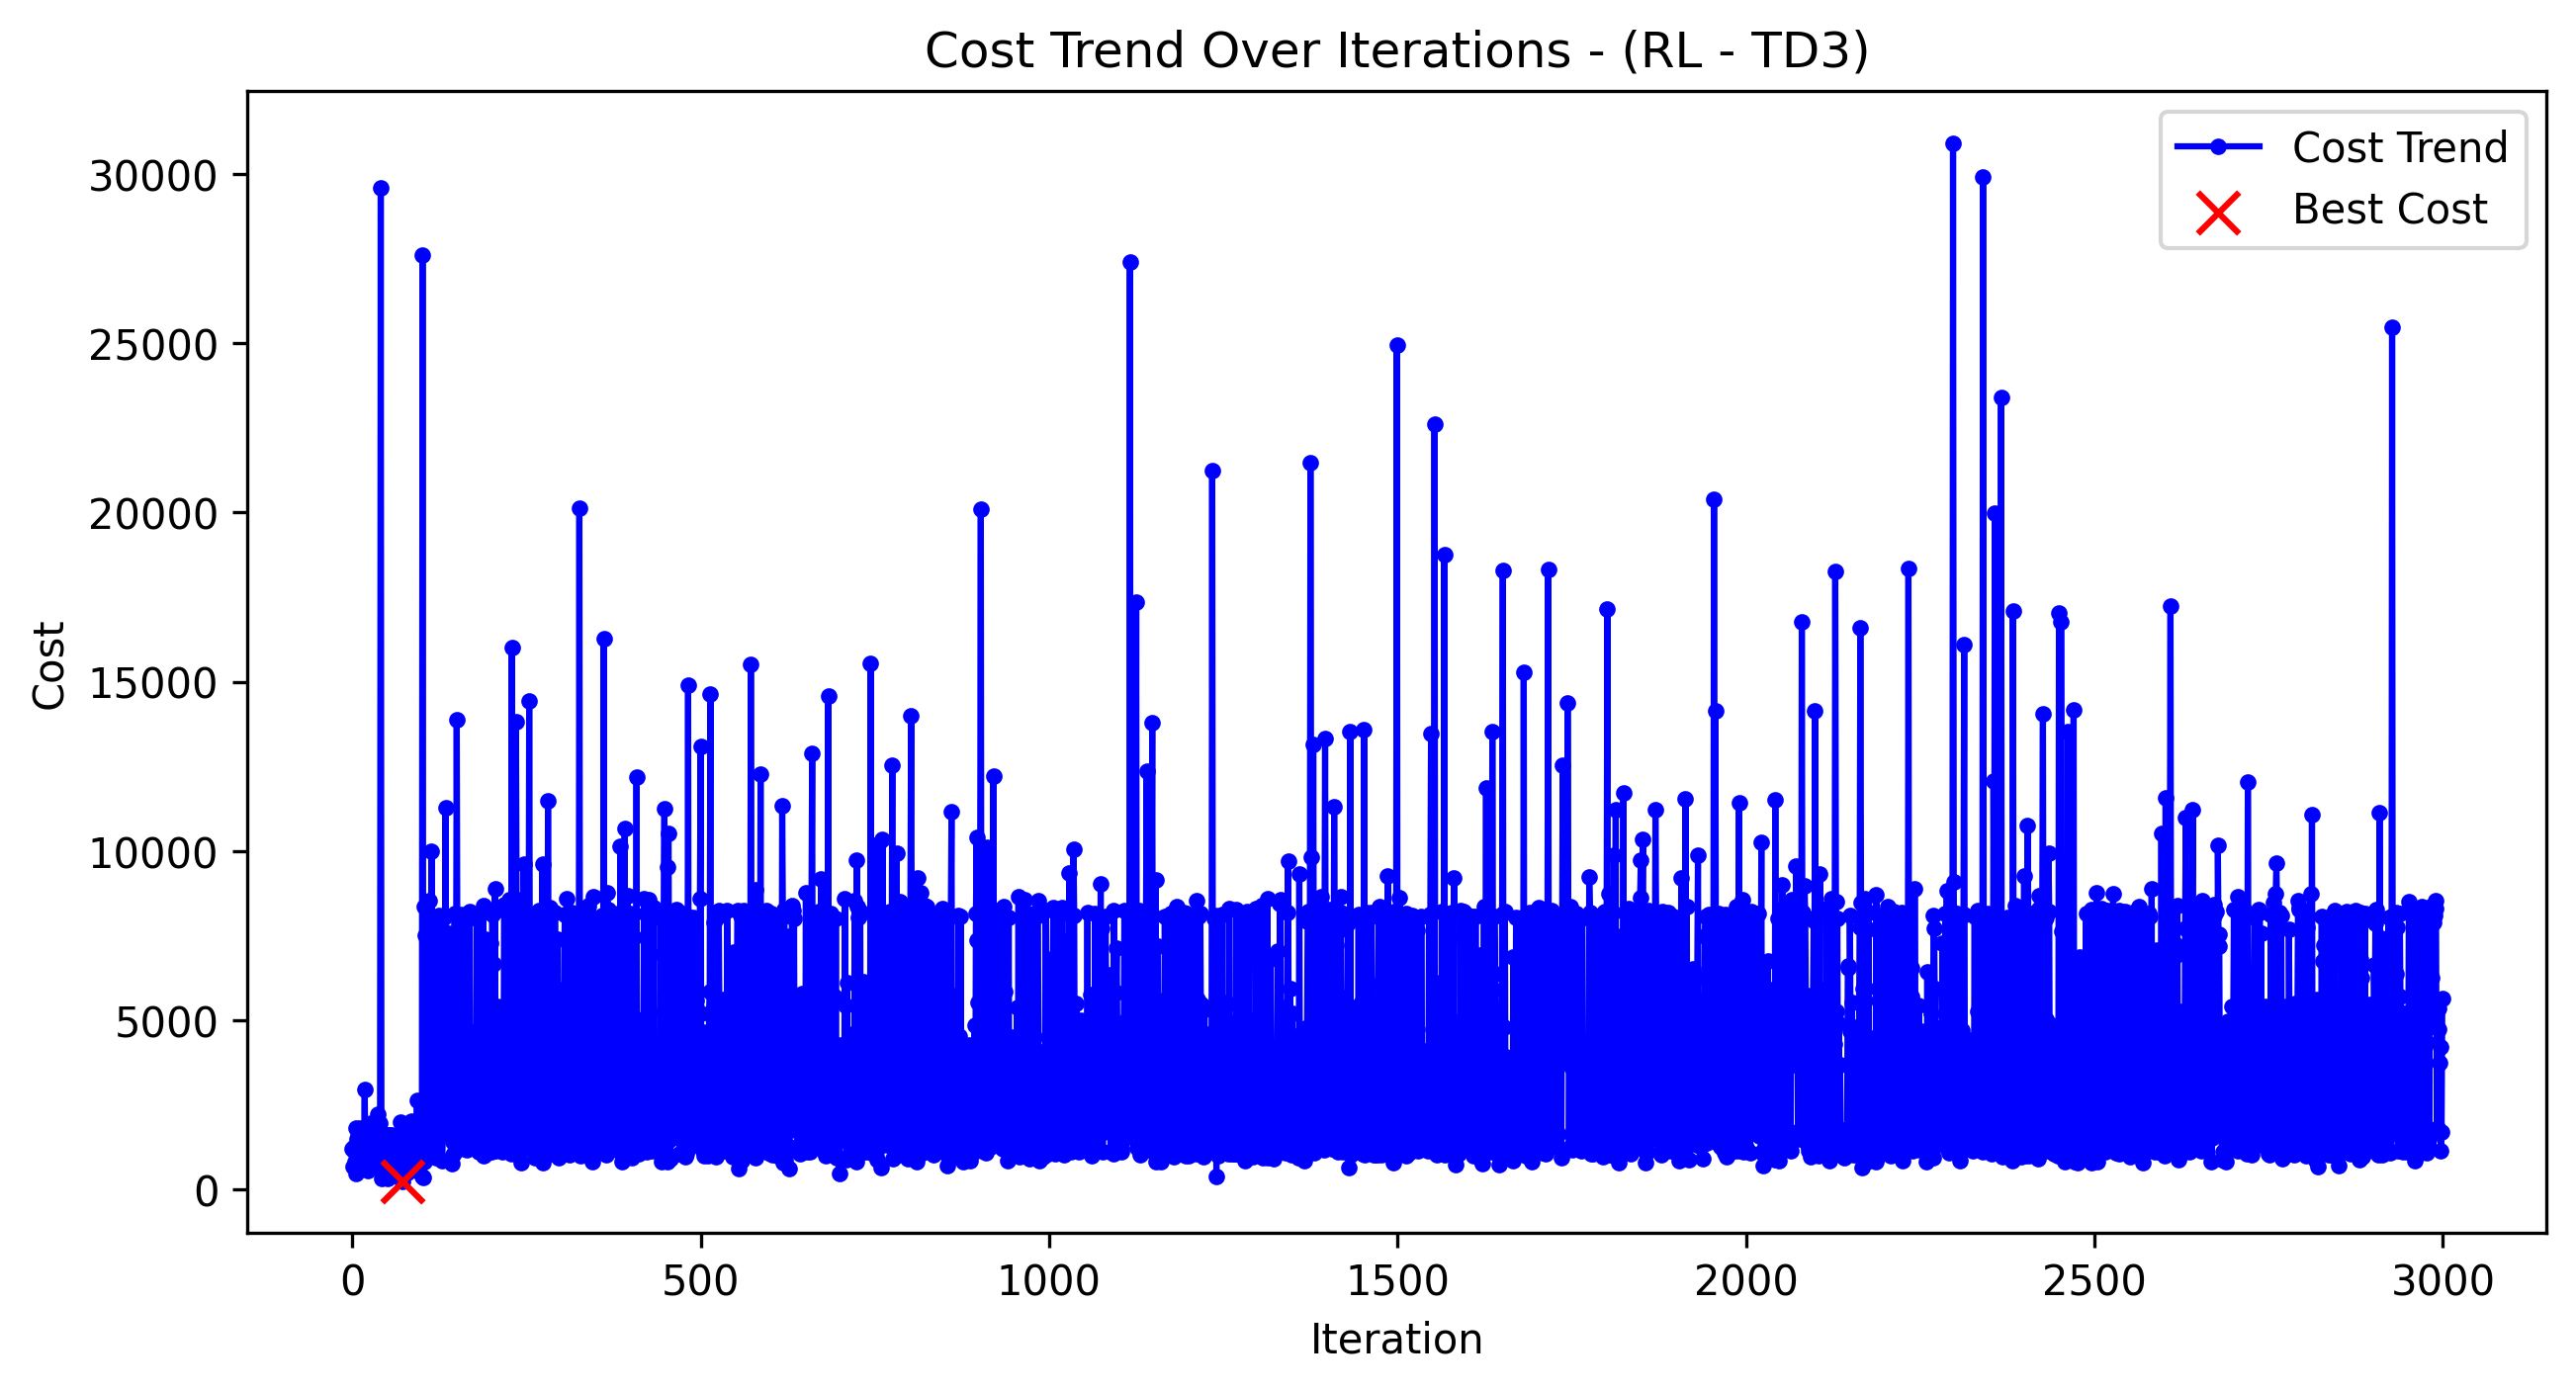 Cost Trend Over Iterations - (RL - TD3)
Cost Trend
Best Cost
30000
25000
20000
15000
10000
5000
0
Cost
0 500 1000 1500 2000 2500 3000
Iteration